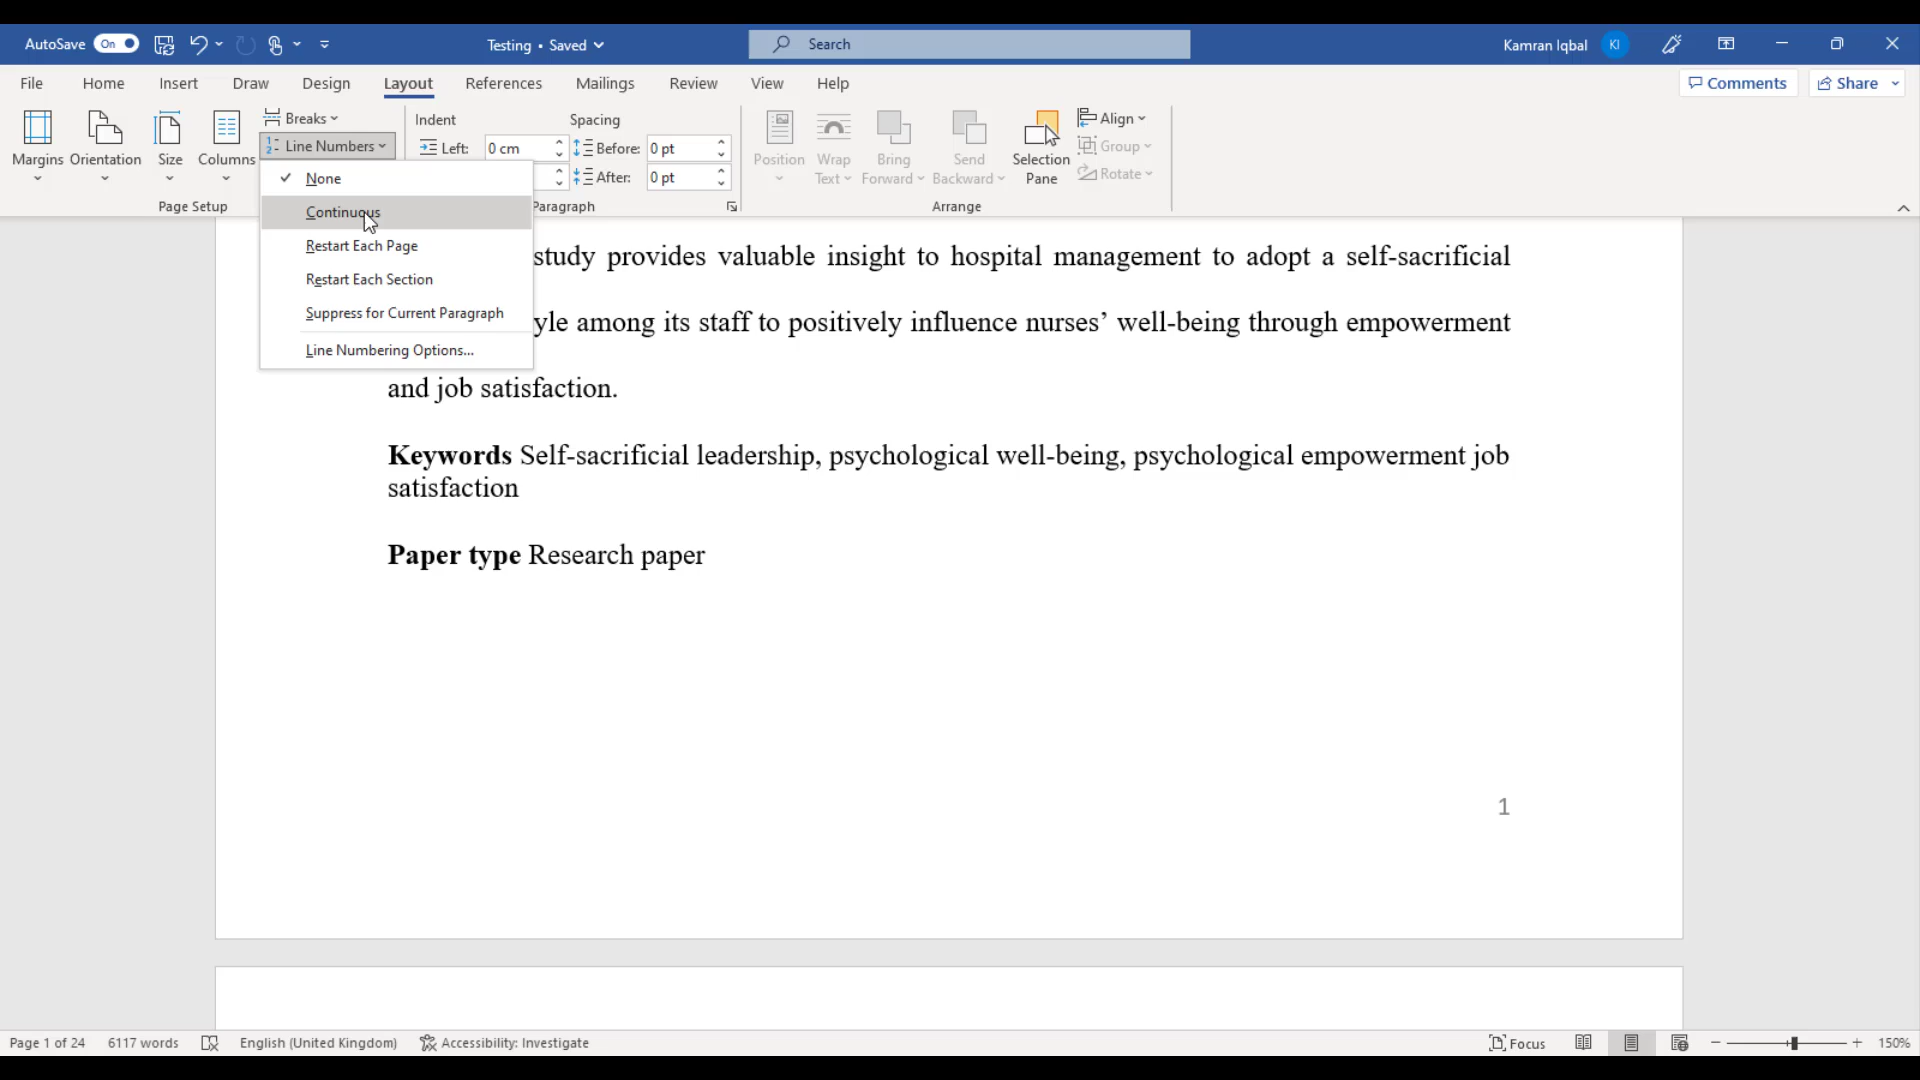 AutoSave On Testing • Saved Search Kamran Iqbal KI
File Home Insert Draw Design Layout References Mailings Review View Help Comments Share
Margins Orientation Size Columns
Breaks
Line Numbers
Page Setup
None
Continuous
Restart Each Page
Restart Each Section
Suppress for Current Paragraph
Line Numbering Options...
Indent Spacing
Left: 0 cm Before: 0 pt
After: 0 pt
Paragraph
Position Wrap Text Bring Forward Send Backward Selection Pane
Align
Group
Rotate
Arrange
study provides valuable insight to hospital management to adopt a self-sacrificial
yle among its staff to positively influence nurses’ well-being through empowerment
and job satisfaction.
Keywords Self-sacrificial leadership, psychological well-being, psychological empowerment job
satisfaction
Paper type Research paper
1
Page 1 of 24 6117 words English (United Kingdom) Accessibility: Investigate Focus 150%